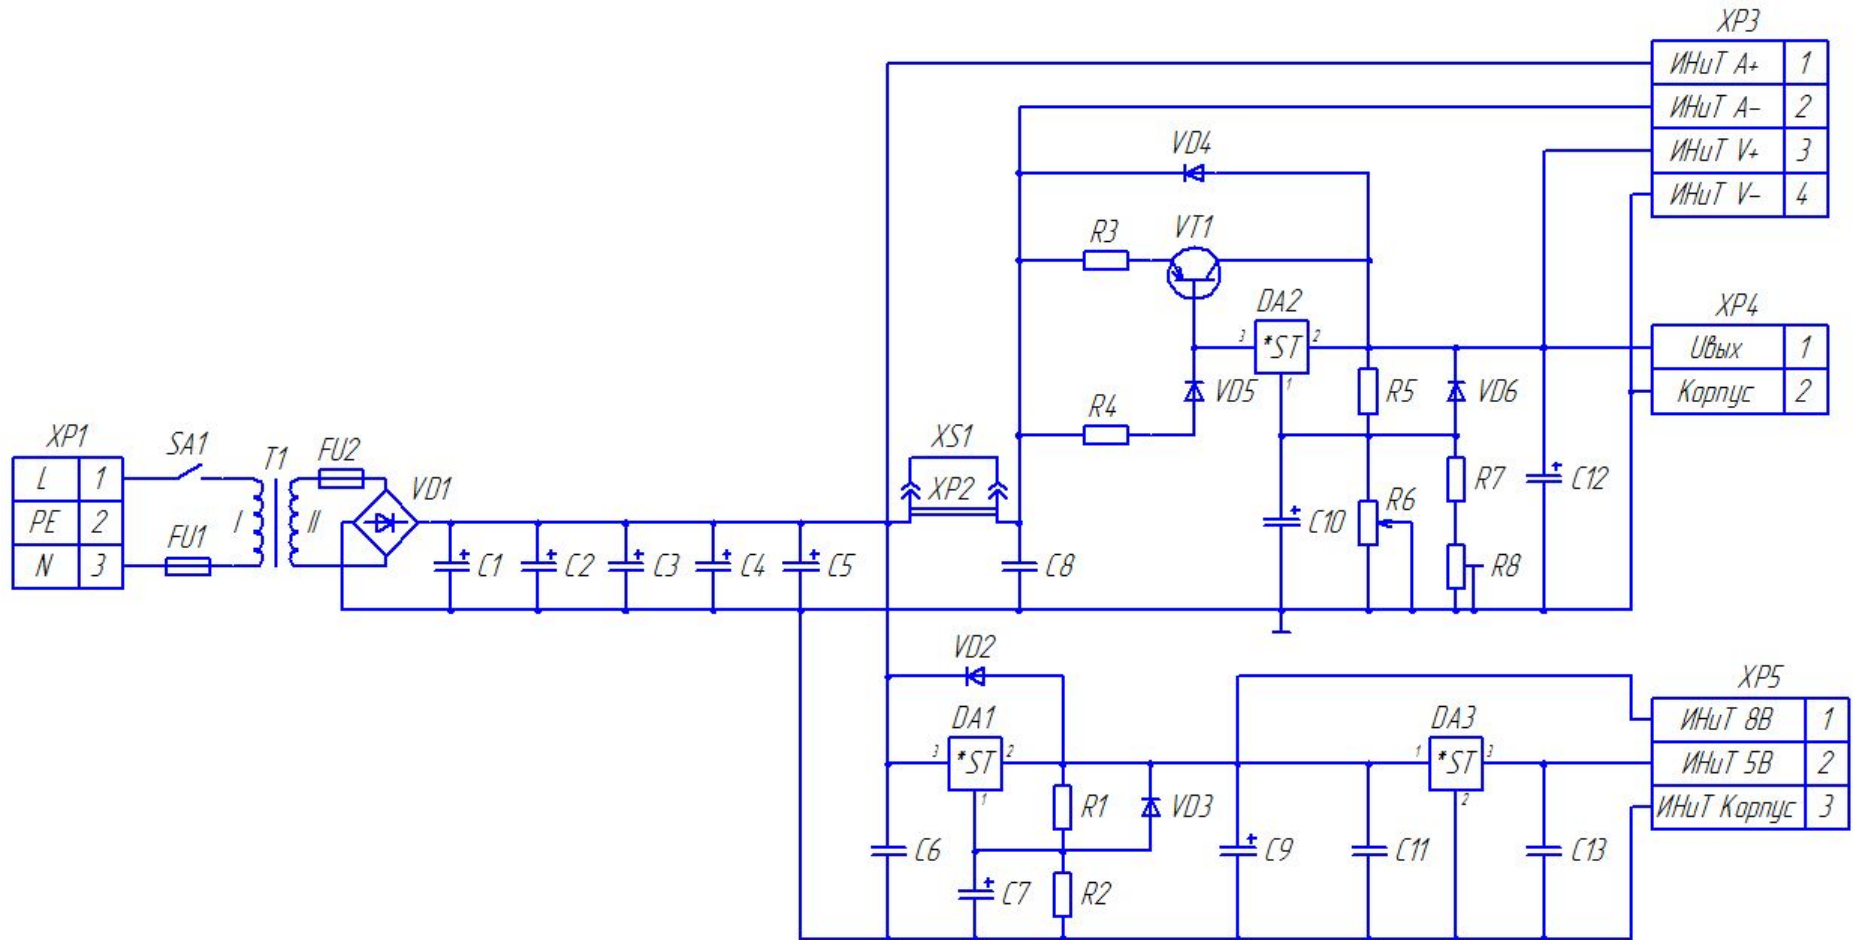 XP3
ИНиТ А+ 1
ИНиТ А- 2
ИНиТ V+ 3
ИНиТ V- 4
VD4
R3
VT1
DA2
3 *ST 2
1
XP4
Uвых 1
Корпус 2
R4
VD5
R5
VD6
XP1
L 1
PE 2
N 3
SA1
FU1
T1
I
II
FU2
VD1
XS1
XP2
C1
C2
C3
C4
C5
C8
C10
R6
R7
R8
C12
VD2
DA1
3 *ST 2
1
R1
VD3
C6
C7
R2
C9
C11
DA3
1 *ST 3
2
C13
XP5
ИНиТ 8В 1
ИНиТ 5В 2
ИНиТ Корпус 3